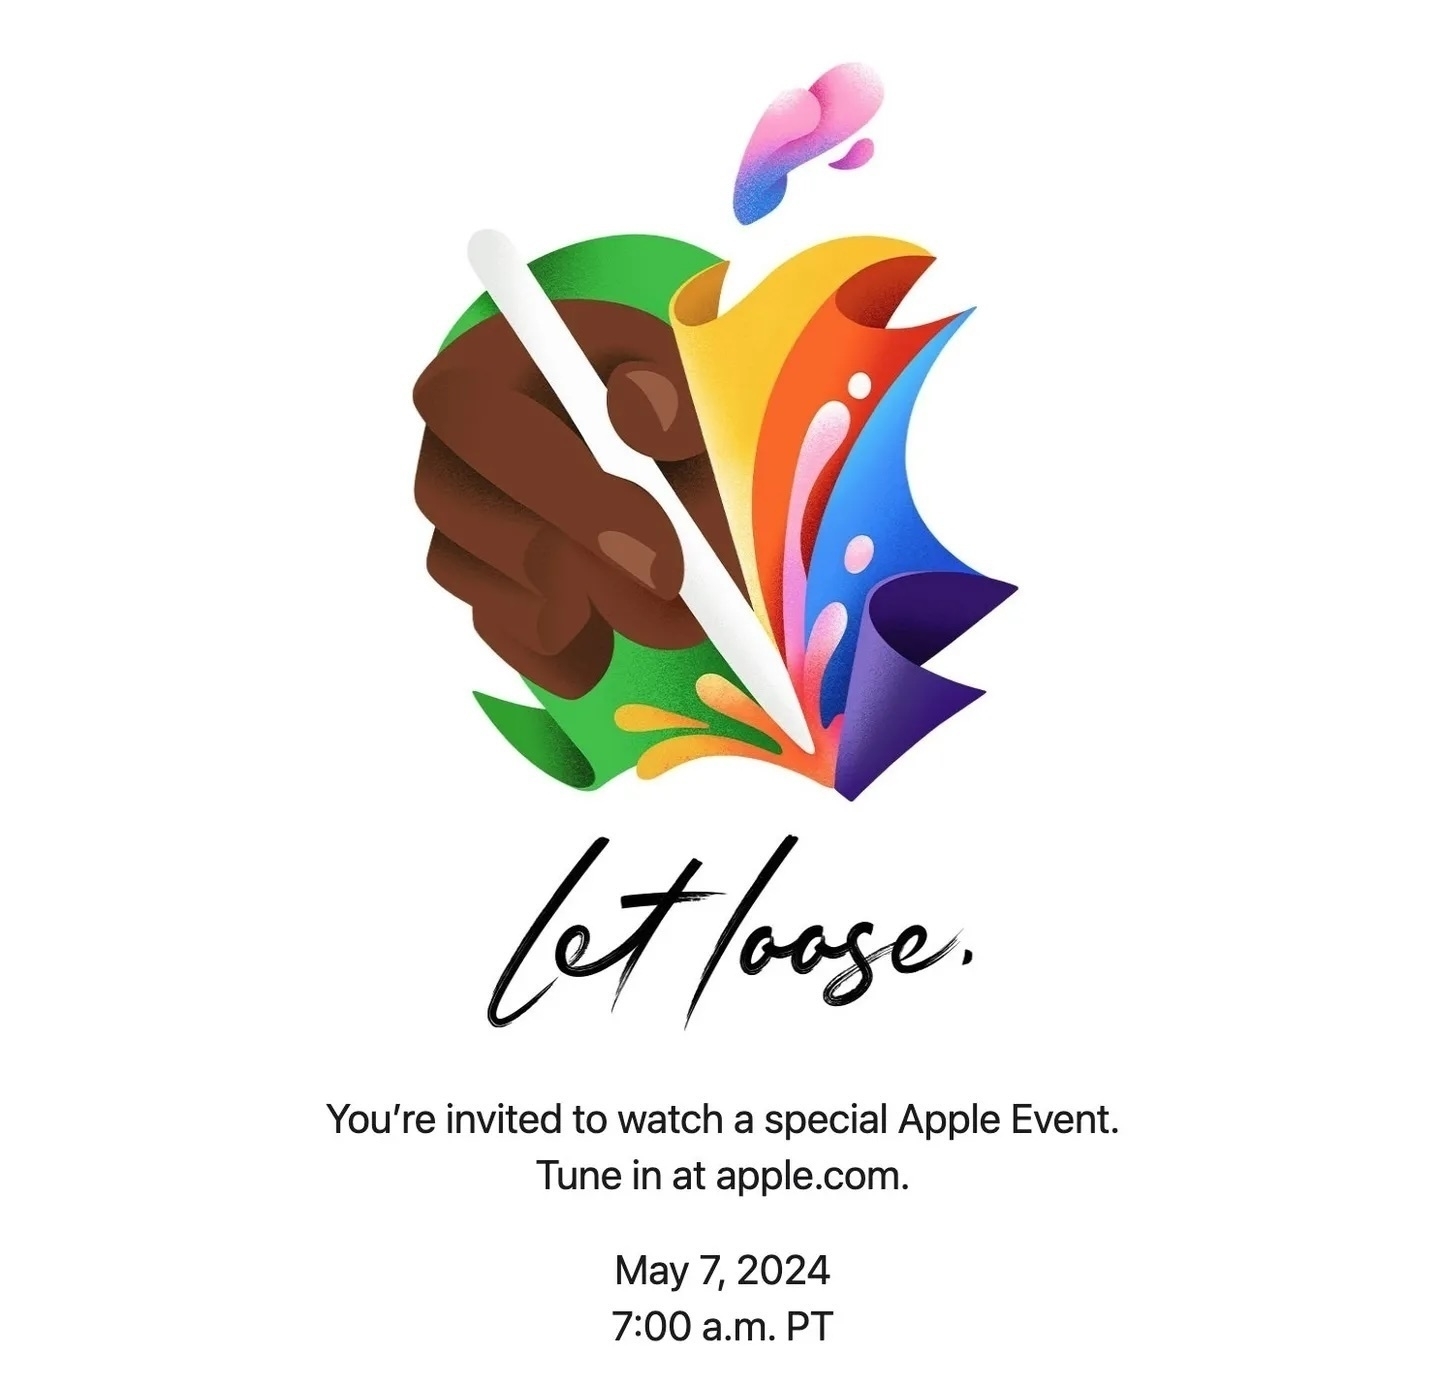 let loose.
You’re invited to watch a special Apple Event.
Tune in at apple.com.
May 7, 2024
7:00 a.m. PT